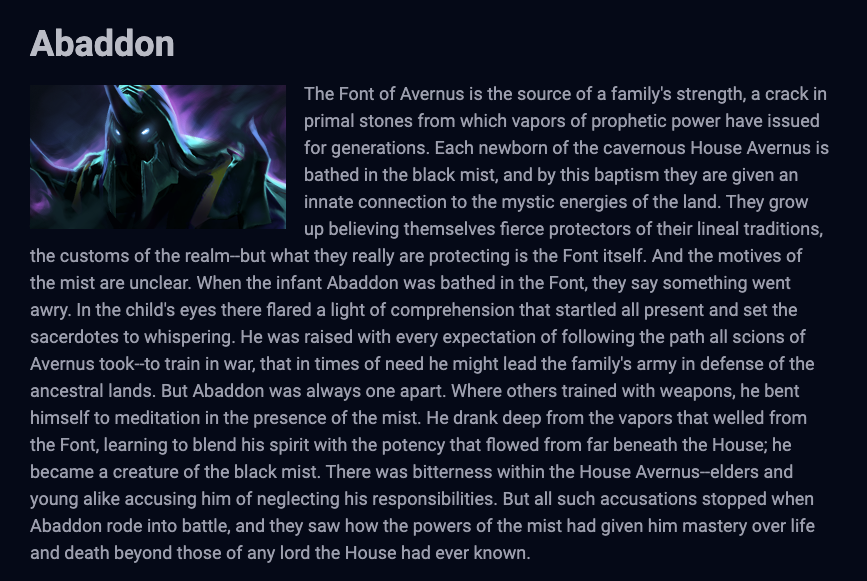 Abaddon
The Font of Avernus is the source of a family's strength, a crack in
primal stones from which vapors of prophetic power have issued
for generations. Each newborn of the cavernous House Avernus is
bathed in the black mist, and by this baptism they are given an
innate connection to the mystic energies of the land. They grow
up believing themselves fierce protectors of their lineal traditions,
the customs of the realm--but what they really are protecting is the Font itself. And the motives of
the mist are unclear. When the infant Abaddon was bathed in the Font, they say something went
awry. In the child's eyes there flared a light of comprehension that startled all present and set the
sacerdotes to whispering. He was raised with every expectation of following the path all scions of
Avernus took--to train in war, that in times of need he might lead the family's army in defense of the
ancestral lands. But Abaddon was always one apart. Where others trained with weapons, he bent
himself to meditation in the presence of the mist. He drank deep from the vapors that welled from
the Font, learning to blend his spirit with the potency that flowed from far beneath the House; he
became a creature of the black mist. There was bitterness within the House Avernus--elders and
young alike accusing him of neglecting his responsibilities. But all such accusations stopped when
Abaddon rode into battle, and they saw how the powers of the mist had given him mastery over life
and death beyond those of any lord the House had ever known.